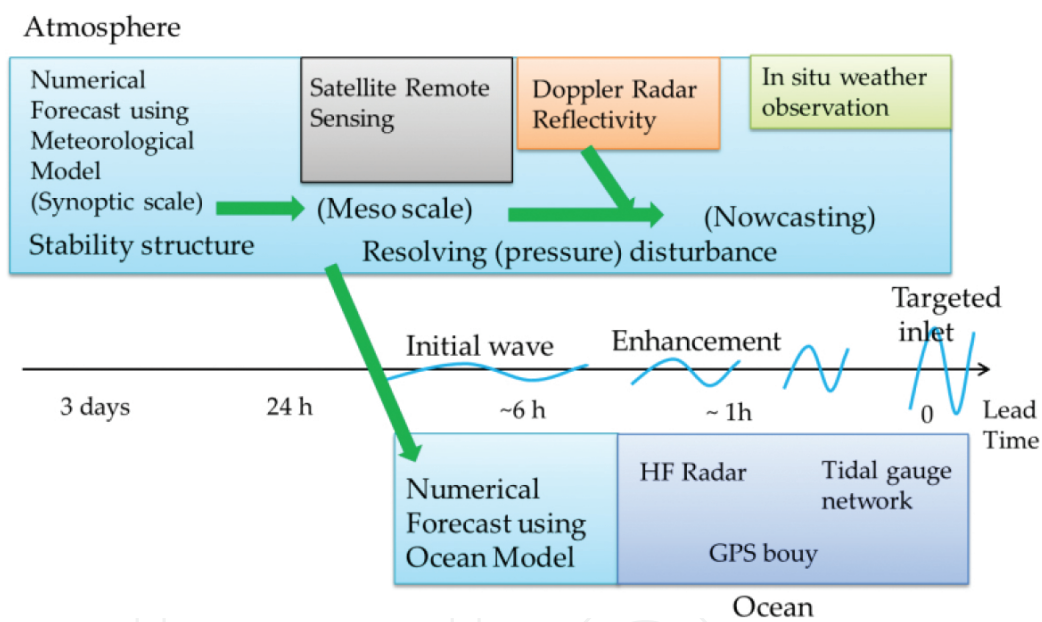 Atmosphere
Numerical
Forecast using
Meteorological
Model
(Synoptic scale)
Stability structure
Satellite Remote
Sensing
(Meso scale)
Doppler Radar
Reflectivity
In situ weather
observation
(Nowcasting)
Resolving (pressure) disturbance
Targeted
inlet
Initial wave
Enhancement
3 days
24 h
~6 h
~ 1h
0
Lead
Time
Numerical
Forecast using
Ocean Model
HF Radar
Tidal gauge
network
GPS bouy
Ocean